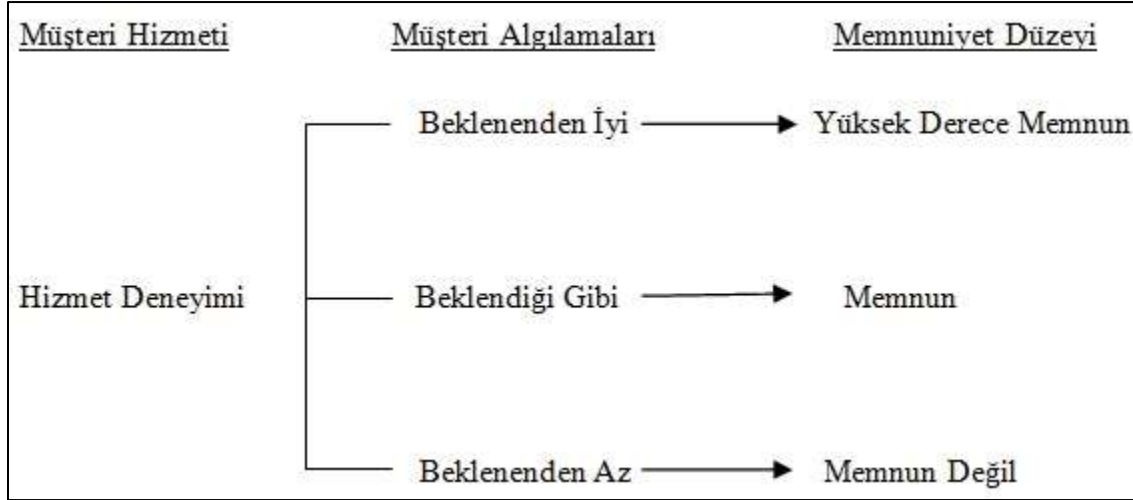 Müşteri Hizmeti Müşteri Algılamaları Memnuniyet Düzeyi
Beklenenden İyi Yüksek Derece Memnun
Hizmet Deneyimi Beklendiği Gibi Memnun
Beklenenden Az Memnun Değil